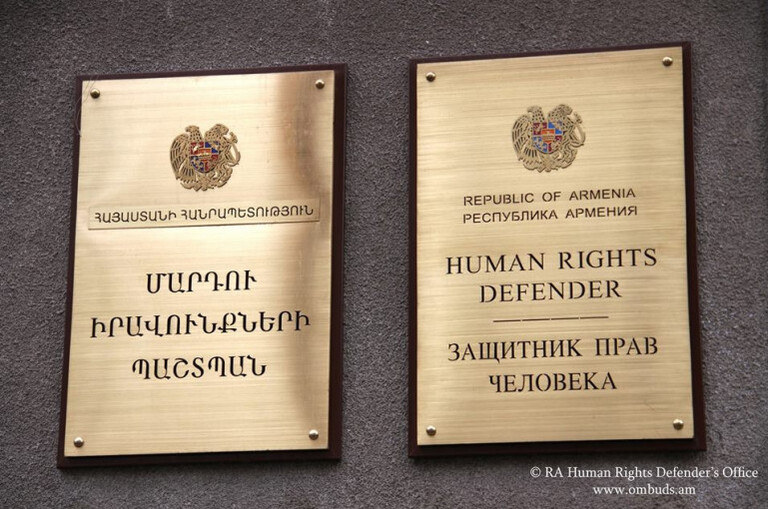 ՀԱՅԱՍՏԱՆԻ ՀԱՆՐԱՊԵՏՈՒԹՅՈՒՆ
ՄԱՐԴՈՒ
ԻՐԱՎՈՒՆՔՆԵՐԻ
ՊԱՇՏՊԱՆ
REPUBLIC OF ARMENIA
РЕСПУБЛИКА АРМЕНИЯ
HUMAN RIGHTS
DEFENDER
ЗАЩИТНИК ПРАВ
ЧЕЛОВЕКА
© RA Human Rights Defender's Office
www.ombuds.am